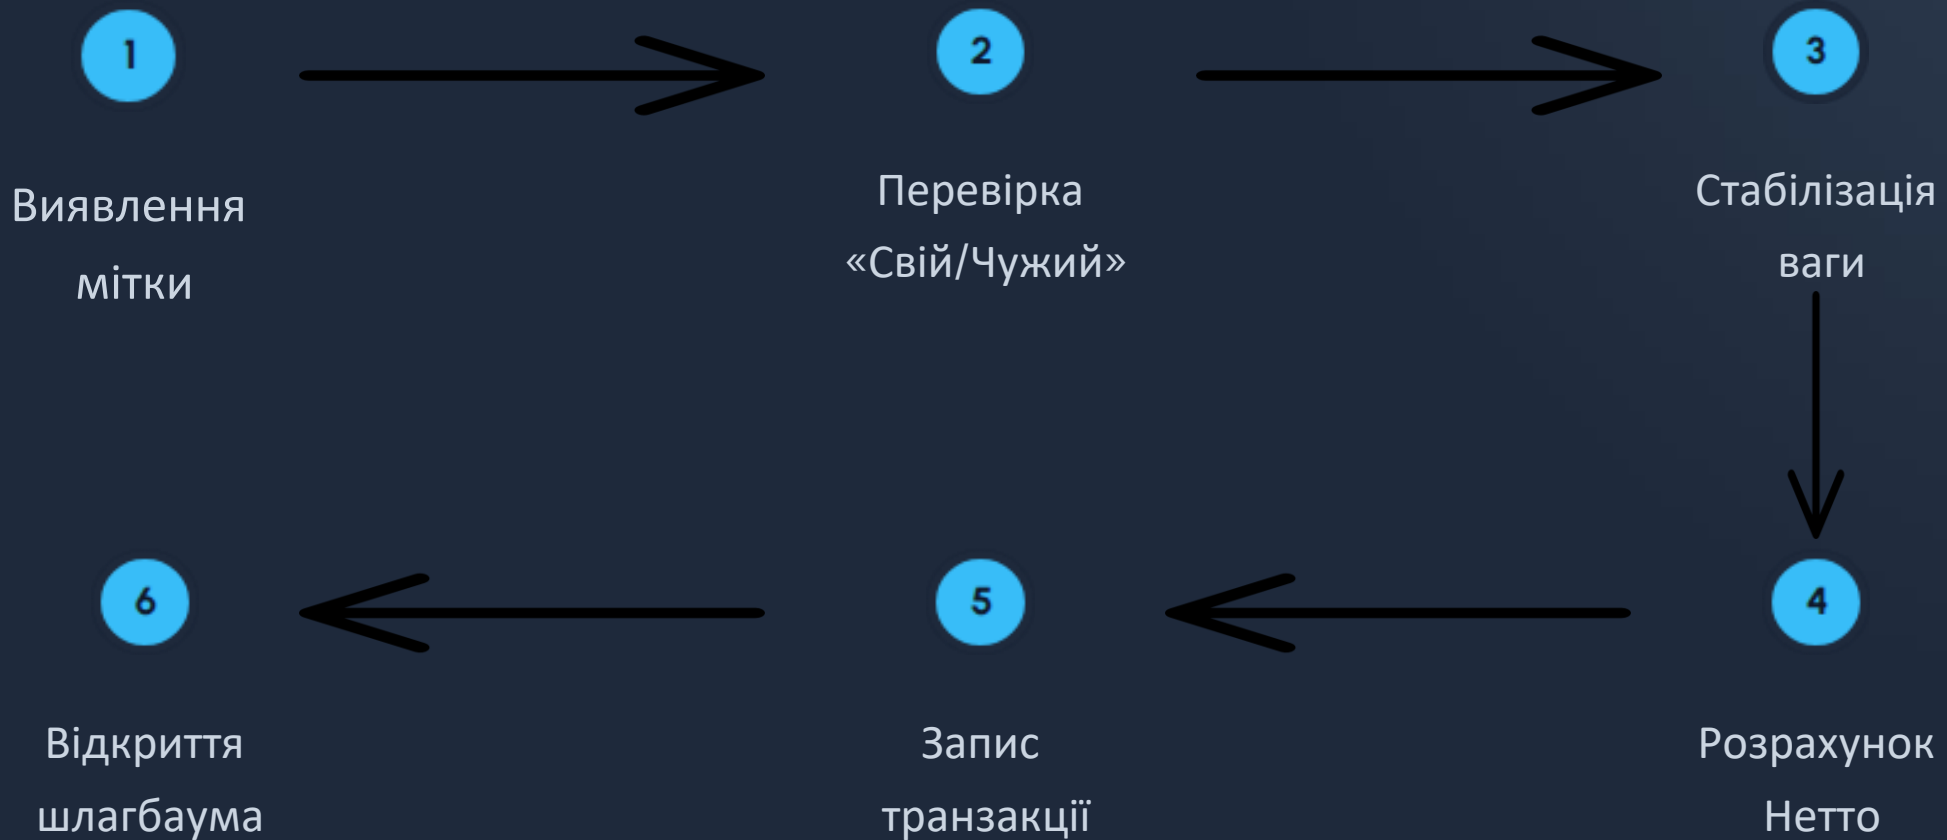 1
Виявлення
мітки
2
Перевірка
«Свій/Чужий»
3
Стабілізація
ваги
4
Розрахунок
Нетто
5
Запис
транзакції
6
Відкриття
шлагбаума